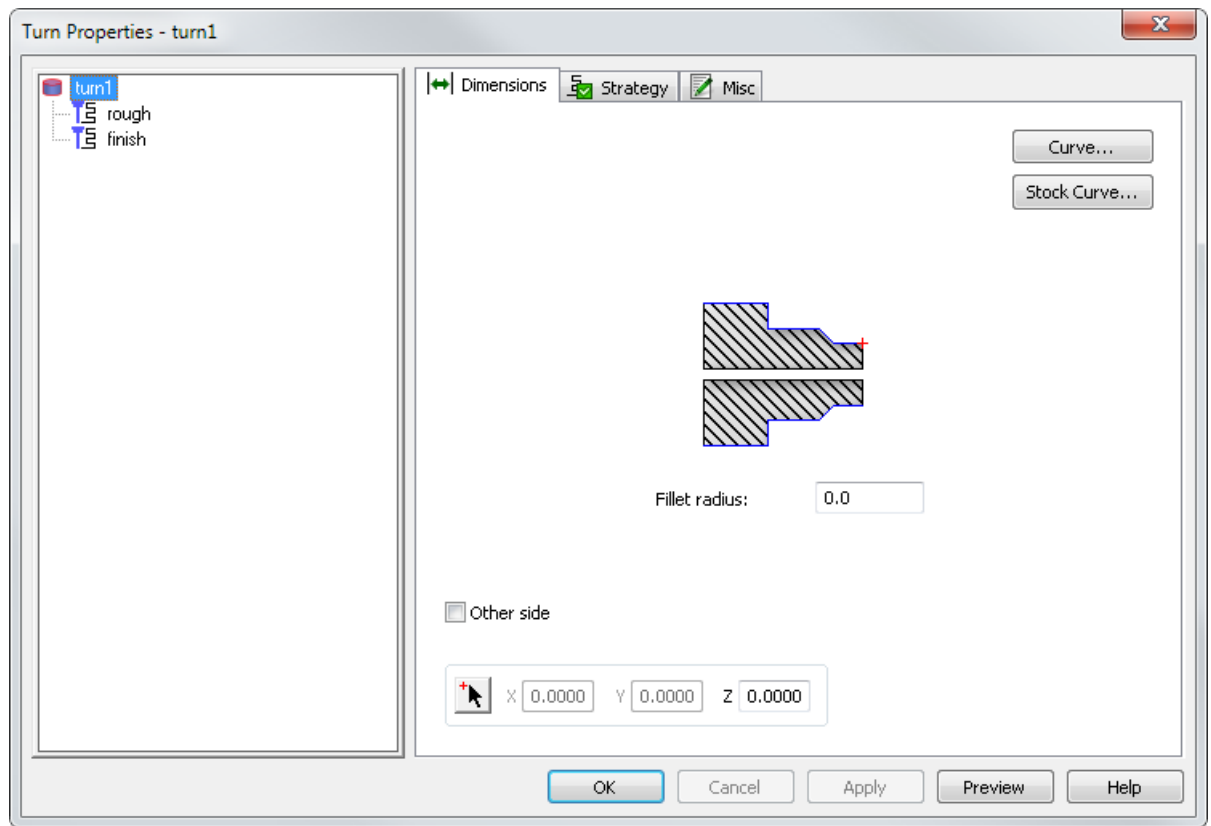 Turn Properties - turn1
X
turn1
rough
finish
Dimensions Strategy Misc
Curve...
Stock Curve...
Fillet radius: 0.0
Other side
X 0.0000 Y 0.0000 Z 0.0000
OK Cancel Apply Preview Help